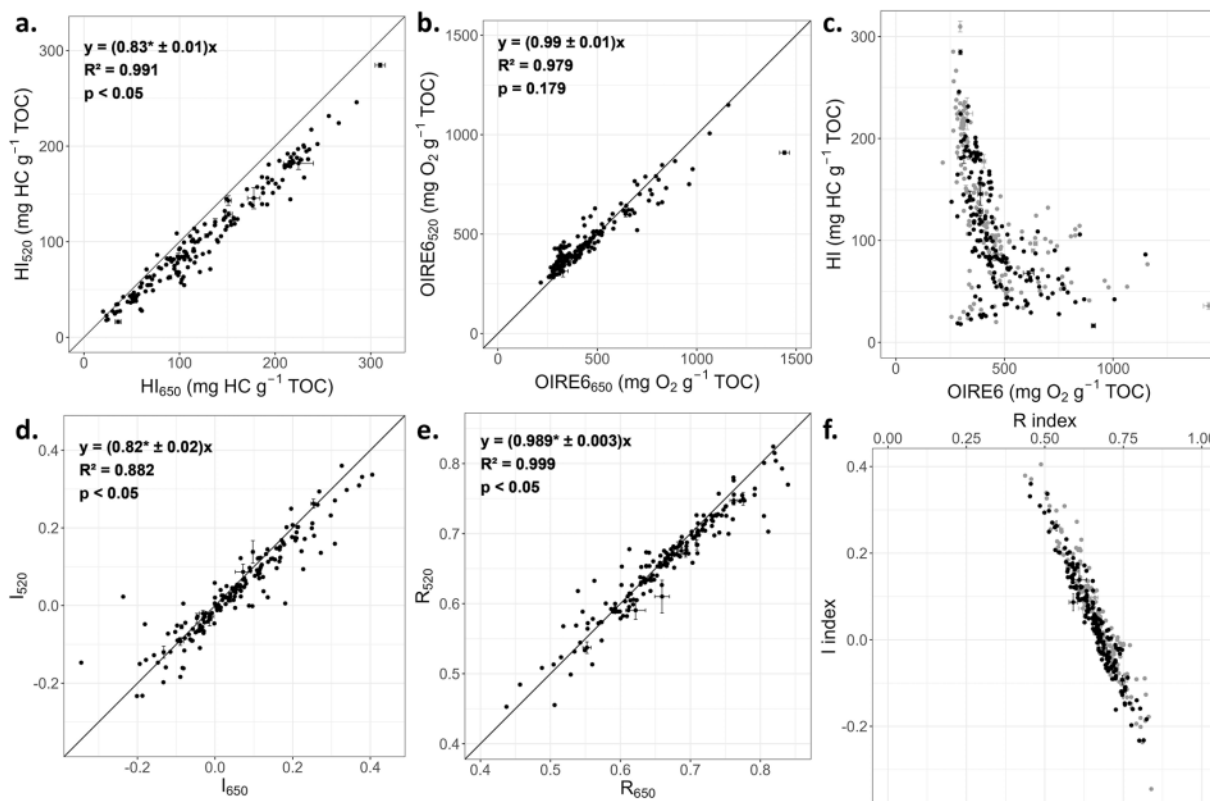 a.
y = (0.83* ± 0.01)x
R² = 0.991
p < 0.05
300
200
100
0
HI₅₂₀ (mg HC g⁻¹ TOC)
0 100 200 300
HI₆₅₀ (mg HC g⁻¹ TOC)
b.
y = (0.99 ± 0.01)x
R² = 0.979
p = 0.179
1500
1000
500
0
OIRE6₅₂₀ (mg O₂ g⁻¹ TOC)
0 500 1000 1500
OIRE6₆₅₀ (mg O₂ g⁻¹ TOC)
c.
300
200
100
0
HI (mg HC g⁻¹ TOC)
0 500 1000
OIRE6 (mg O₂ g⁻¹ TOC)
d.
y = (0.82* ± 0.02)x
R² = 0.882
p < 0.05
0.4
0.2
0.0
-0.2
I₅₂₀
-0.2 0.0 0.2 0.4
I₆₅₀
e.
y = (0.989* ± 0.003)x
R² = 0.999
p < 0.05
0.8
0.7
0.6
0.5
0.4
R₅₂₀
0.4 0.5 0.6 0.7 0.8
R₆₅₀
f.
R index
0.00 0.25 0.50 0.75
0.4
0.2
0.0
-0.2
I index